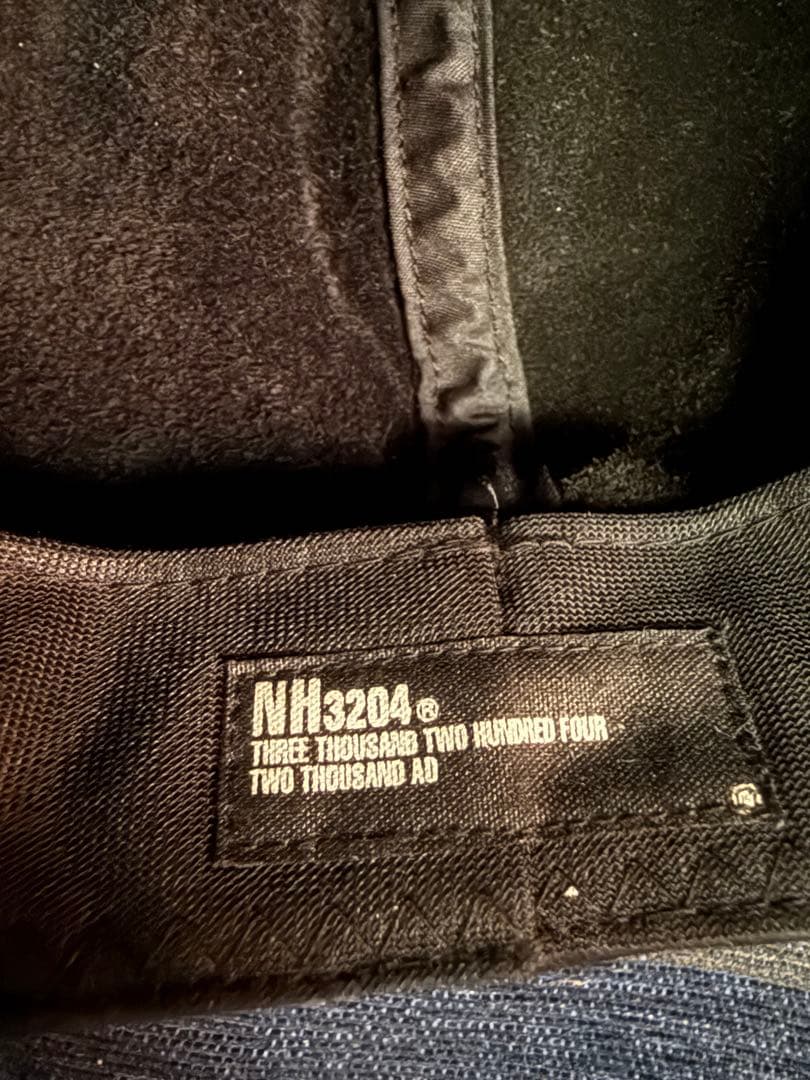 NH3204®
THREE THOUSAND TWO HUNDRED FOUR
TWO THOUSAND AD